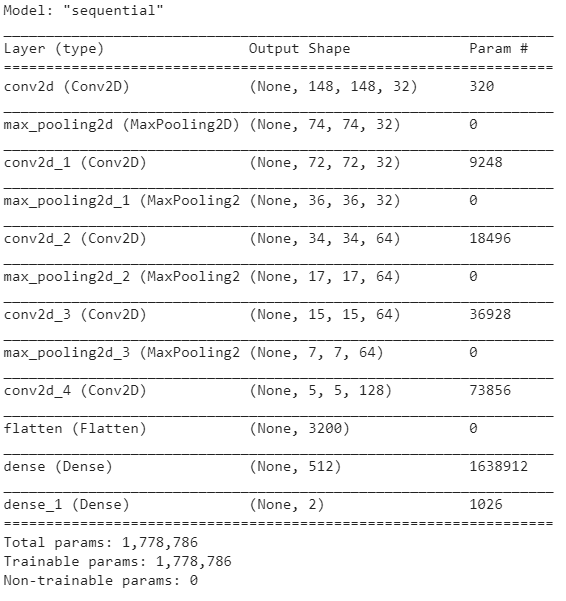 Model: "sequential"
Layer (type) Output Shape Param #
conv2d (Conv2D) (None, 148, 148, 32) 320
max_pooling2d (MaxPooling2D) (None, 74, 74, 32) 0
conv2d_1 (Conv2D) (None, 72, 72, 32) 9248
max_pooling2d_1 (MaxPooling2 (None, 36, 36, 32) 0
conv2d_2 (Conv2D) (None, 34, 34, 64) 18496
max_pooling2d_2 (MaxPooling2 (None, 17, 17, 64) 0
conv2d_3 (Conv2D) (None, 15, 15, 64) 36928
max_pooling2d_3 (MaxPooling2 (None, 7, 7, 64) 0
conv2d_4 (Conv2D) (None, 5, 5, 128) 73856
flatten (Flatten) (None, 3200) 0
dense (Dense) (None, 512) 1638912
dense_1 (Dense) (None, 2) 1026
Total params: 1,778,786
Trainable params: 1,778,786
Non-trainable params: 0